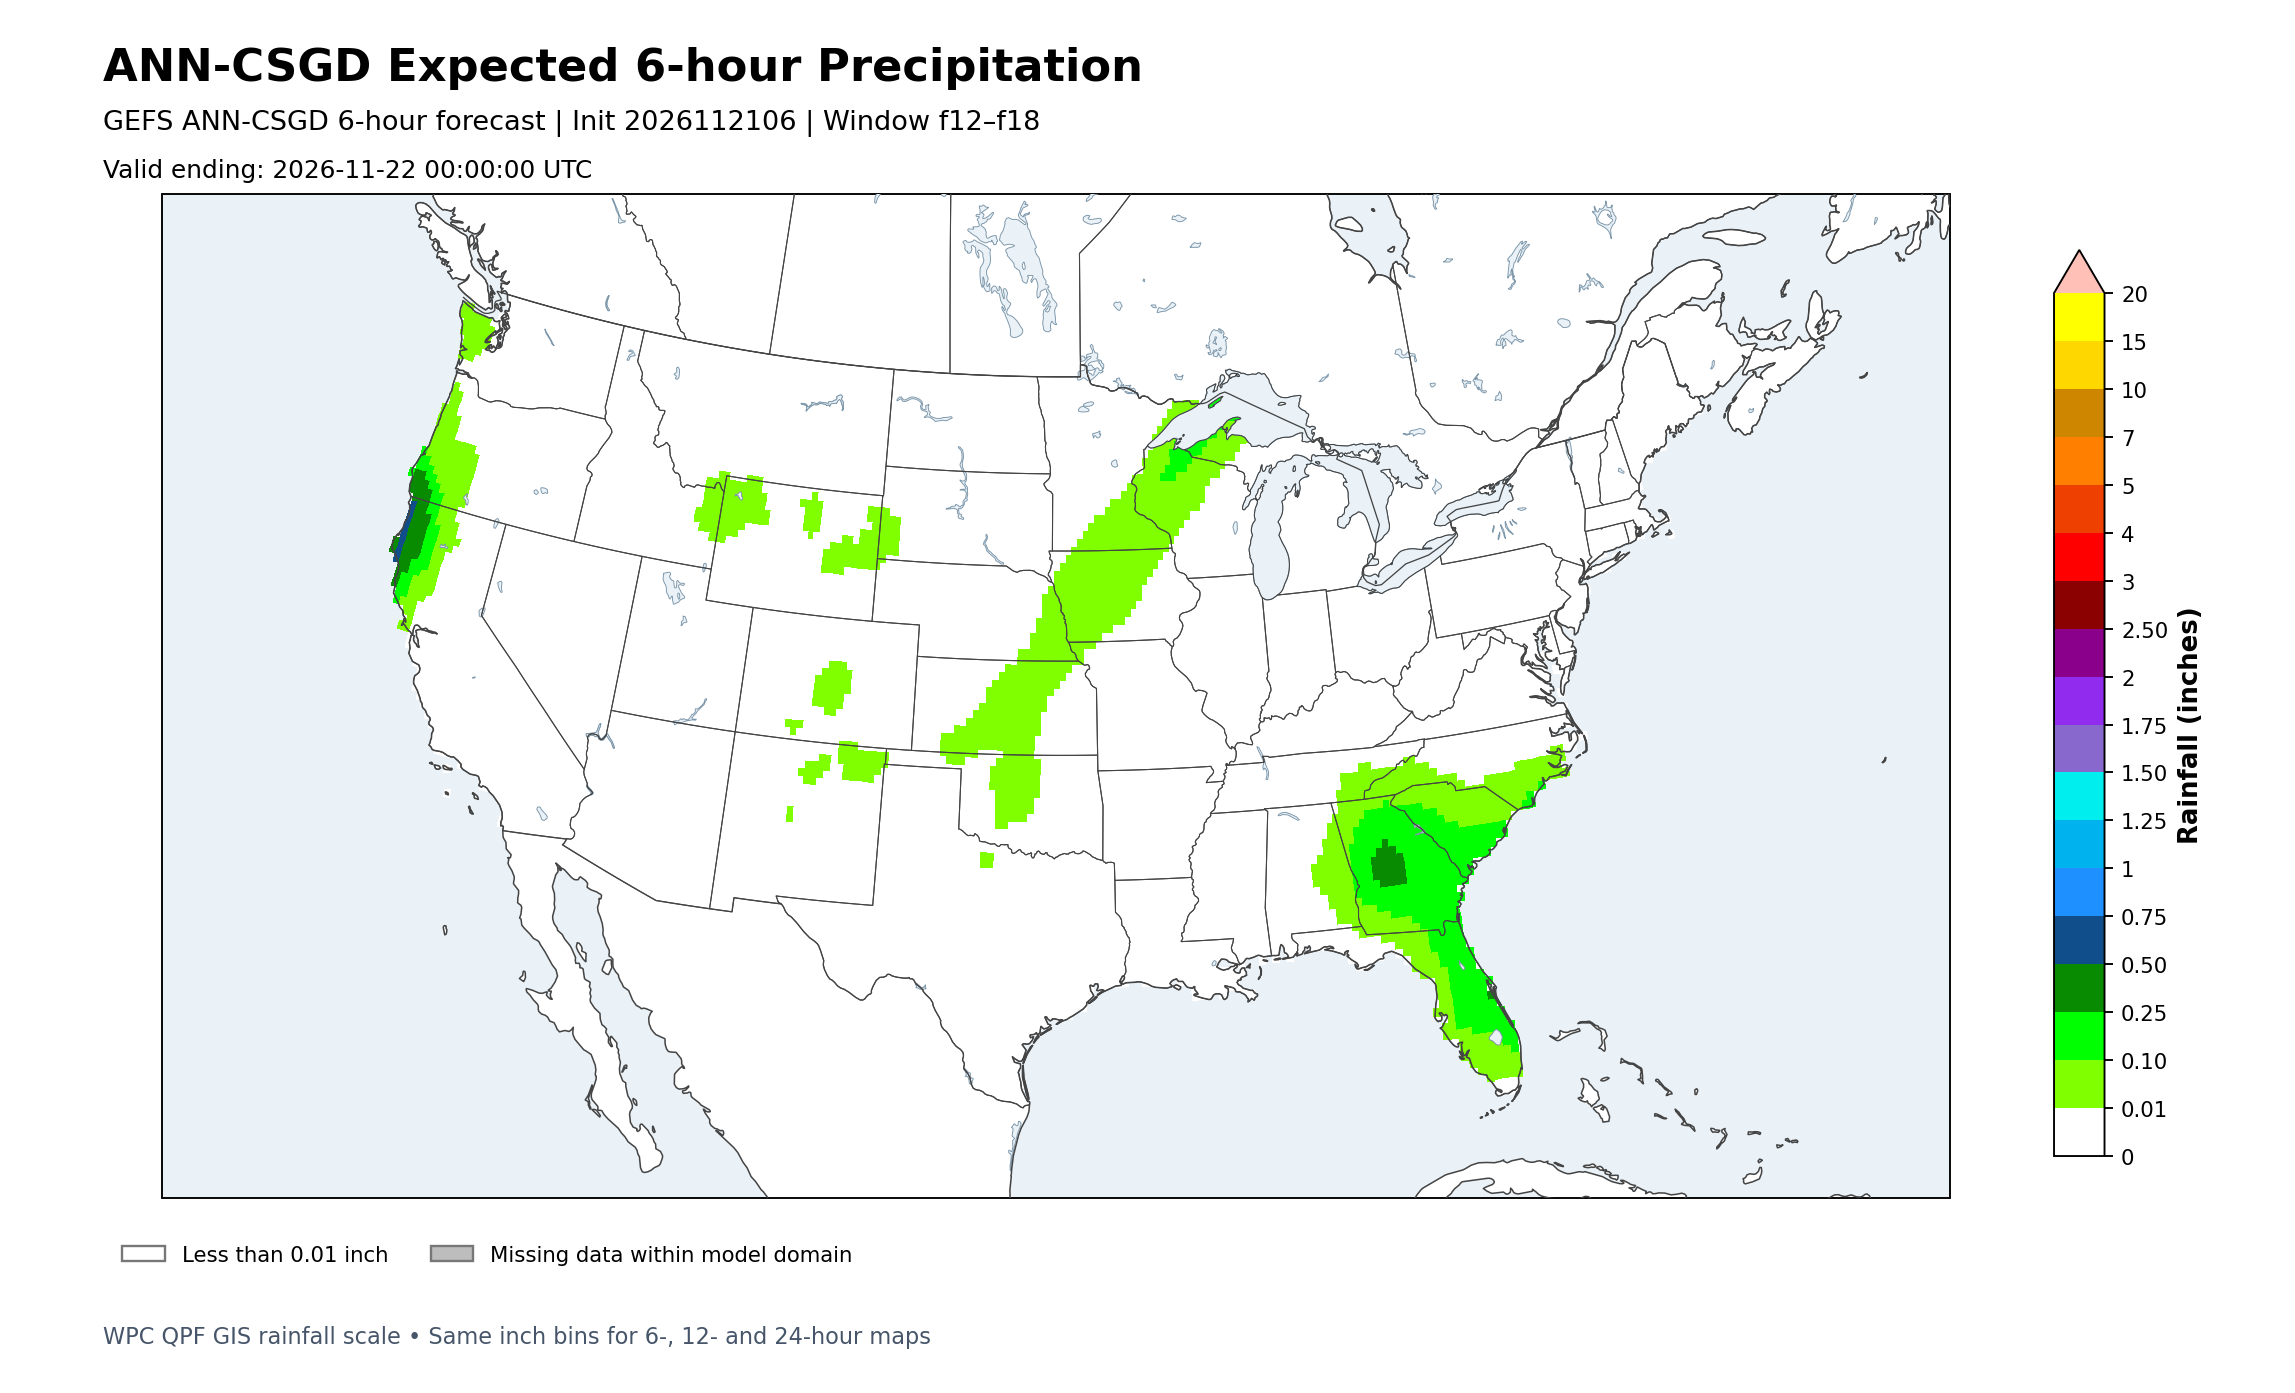 ANN-CSGD Expected 6-hour Precipitation
GEFS ANN-CSGD 6-hour forecast | Init 2026112106 | Window f12–f18
Valid ending: 2026-11-22 00:00:00 UTC
20
15
10
7
5
4
3
2.50
2
1.75
1.50
1.25
1
0.75
0.50
0.25
0.10
0.01
0
Rainfall (inches)
Less than 0.01 inch
Missing data within model domain
WPC QPF GIS rainfall scale • Same inch bins for 6-, 12- and 24-hour maps